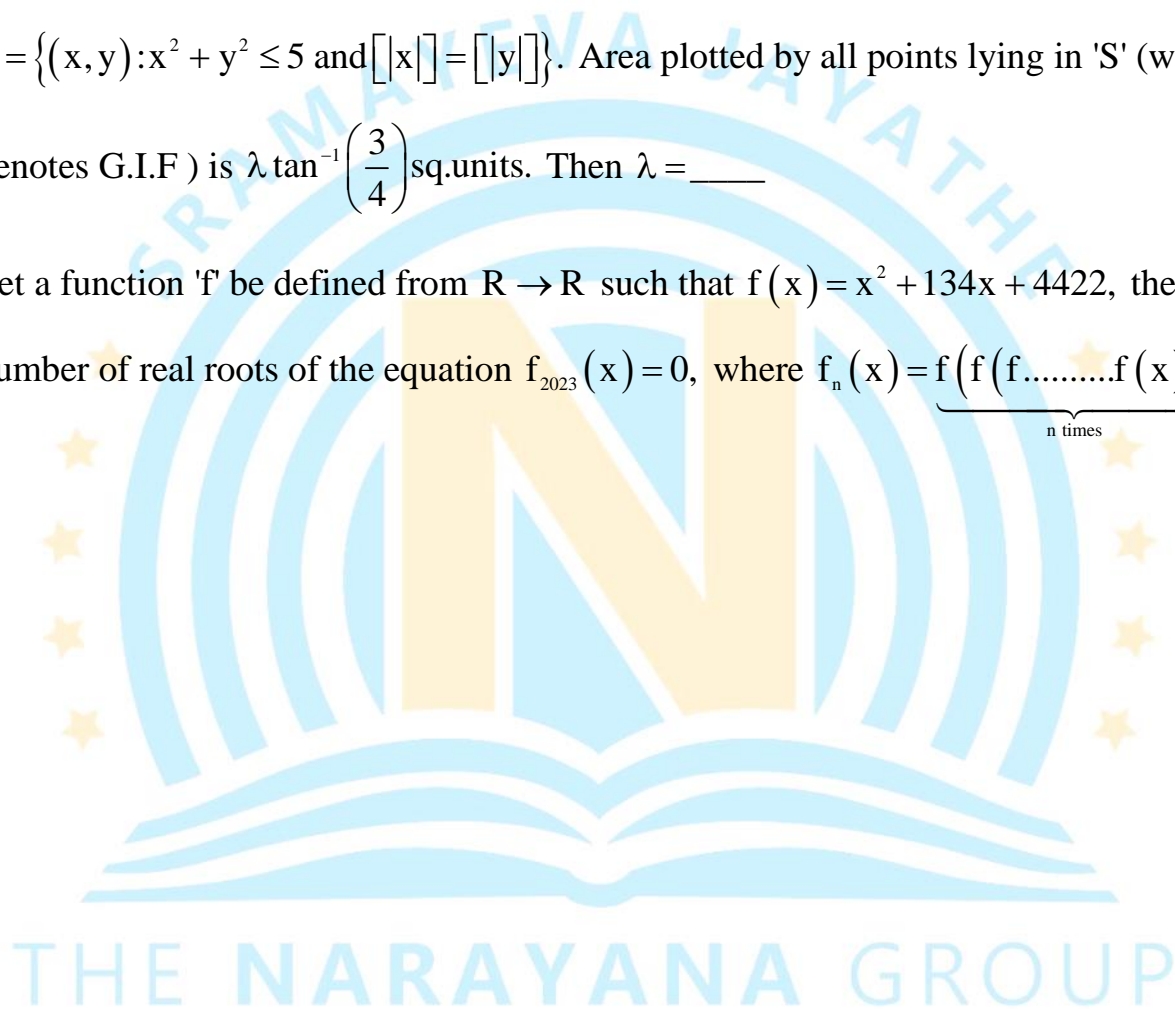 = {(x, y) : x² + y² ≤ 5 and [|x|] = [|y|]}. Area plotted by all points lying in 'S' (w
enotes G.I.F ) is λ tan⁻¹(3/4) sq.units. Then λ = ____
et a function 'f' be defined from R → R such that f(x) = x² + 134x + 4422, the
umber of real roots of the equation f₂₀₂₃(x) = 0, where fₙ(x) = f(f(f..........f(x)
n times
SRAMAYEVA JAYATHE
N
THE NARAYANA GROUP